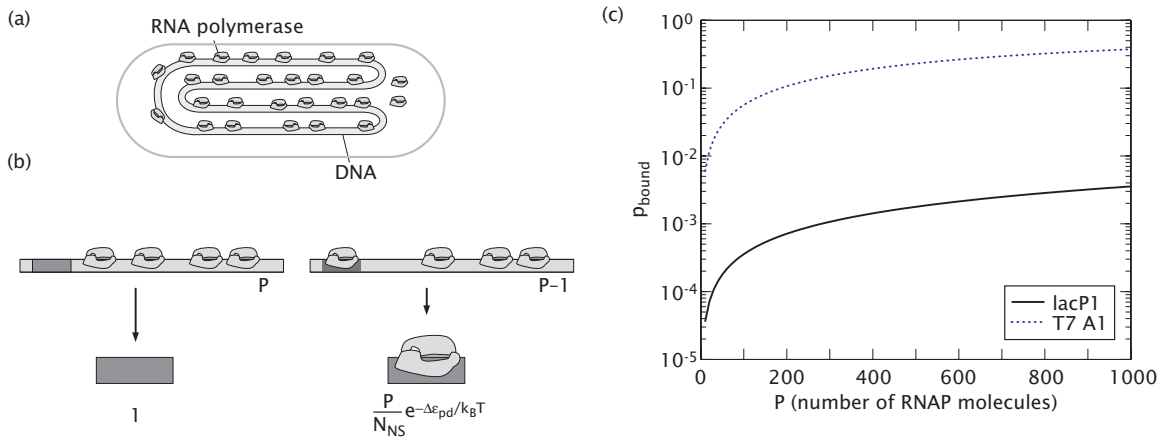 (a)
RNA polymerase
DNA
(b)
P
P–1
1
P/N_NS e^{–Δε_pd/k_BT}
(c)
p_bound
10^0
10^-1
10^-2
10^-3
10^-4
10^-5
0
200
400
600
800
1000
P (number of RNAP molecules)
lacP1
T7 A1